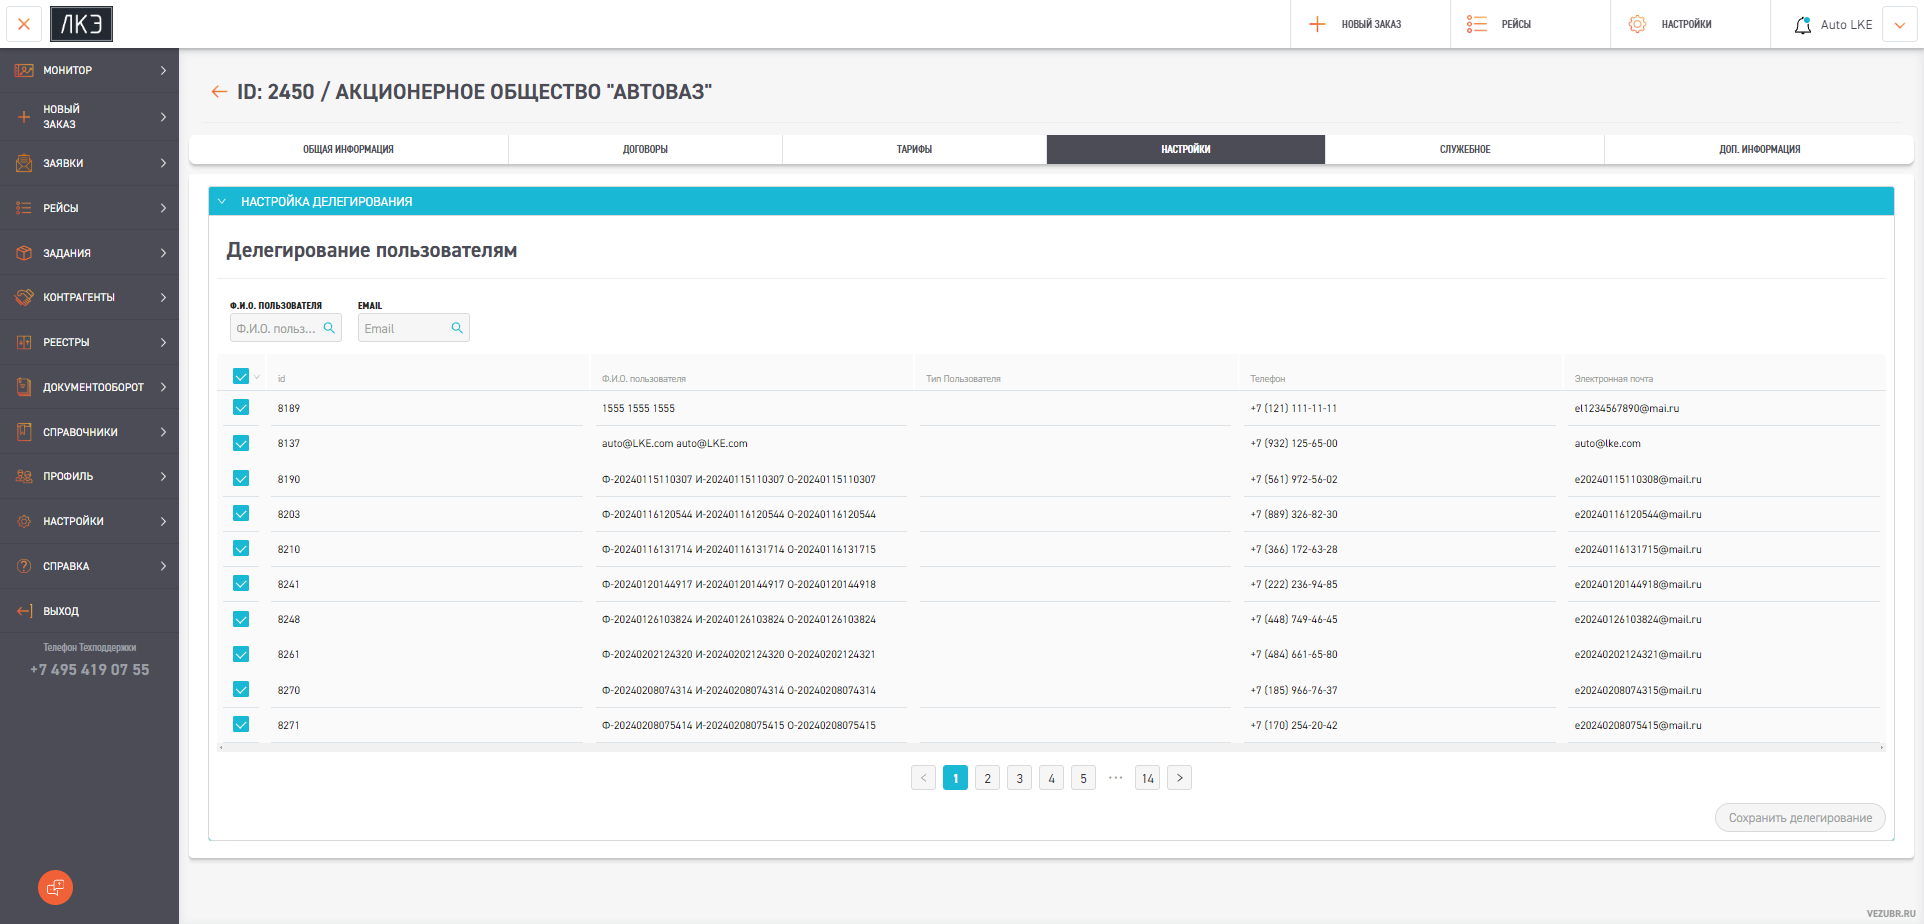 ЛКЭ
НОВЫЙ ЗАКАЗ
РЕЙСЫ
НАСТРОЙКИ
Auto LKE
МОНИТОР
НОВЫЙ
ЗАКАЗ
ЗАЯВКИ
РЕЙСЫ
ЗАДАНИЯ
КОНТРАГЕНТЫ
РЕЕСТРЫ
ДОКУМЕНТООБОРОТ
СПРАВОЧНИКИ
ПРОФИЛЬ
НАСТРОЙКИ
СПРАВКА
ВЫХОД
Телефон Техподдержки
+7 495 419 07 55
ID: 2450 / АКЦИОНЕРНОЕ ОБЩЕСТВО "АВТОВАЗ"
ОБЩАЯ ИНФОРМАЦИЯ
ДОГОВОРЫ
ТАРИФЫ
НАСТРОЙКИ
СЛУЖЕБНОЕ
ДОП. ИНФОРМАЦИЯ
НАСТРОЙКА ДЕЛЕГИРОВАНИЯ
Делегирование пользователям
Ф.И.О. ПОЛЬЗОВАТЕЛЯ
EMAIL
Ф.И.О. польз...
Email
id Ф.И.О. пользователя Тип Пользователя Телефон Электронная почта
8189 1555 1555 1555 +7 (121) 111-11-11 el1234567890@mai.ru
8137 auto@LKE.com auto@LKE.com +7 (932) 125-65-00 auto@lke.com
8190 Ф-20240115110307 И-20240115110307 О-20240115110307 +7 (561) 972-56-02 e20240115110308@mail.ru
8203 Ф-20240116120544 И-20240116120544 О-20240116120544 +7 (889) 326-82-30 e20240116120544@mail.ru
8210 Ф-20240116131714 И-20240116131714 О-20240116131715 +7 (366) 172-63-28 e20240116131715@mail.ru
8241 Ф-20240120144917 И-20240120144917 О-20240120144918 +7 (222) 236-94-85 e20240120144918@mail.ru
8248 Ф-20240126103824 И-20240126103824 О-20240126103824 +7 (448) 749-46-45 e20240126103824@mail.ru
8261 Ф-20240202124320 И-20240202124320 О-20240202124321 +7 (484) 661-65-80 e20240202124321@mail.ru
8270 Ф-20240208074314 И-20240208074314 О-20240208074314 +7 (185) 966-76-37 e20240208074315@mail.ru
8271 Ф-20240208075414 И-20240208075415 О-20240208075415 +7 (170) 254-20-42 e20240208075415@mail.ru
< 1 2 3 4 5 ••• 14 >
Сохранить делегирование
VEZUBR.RU